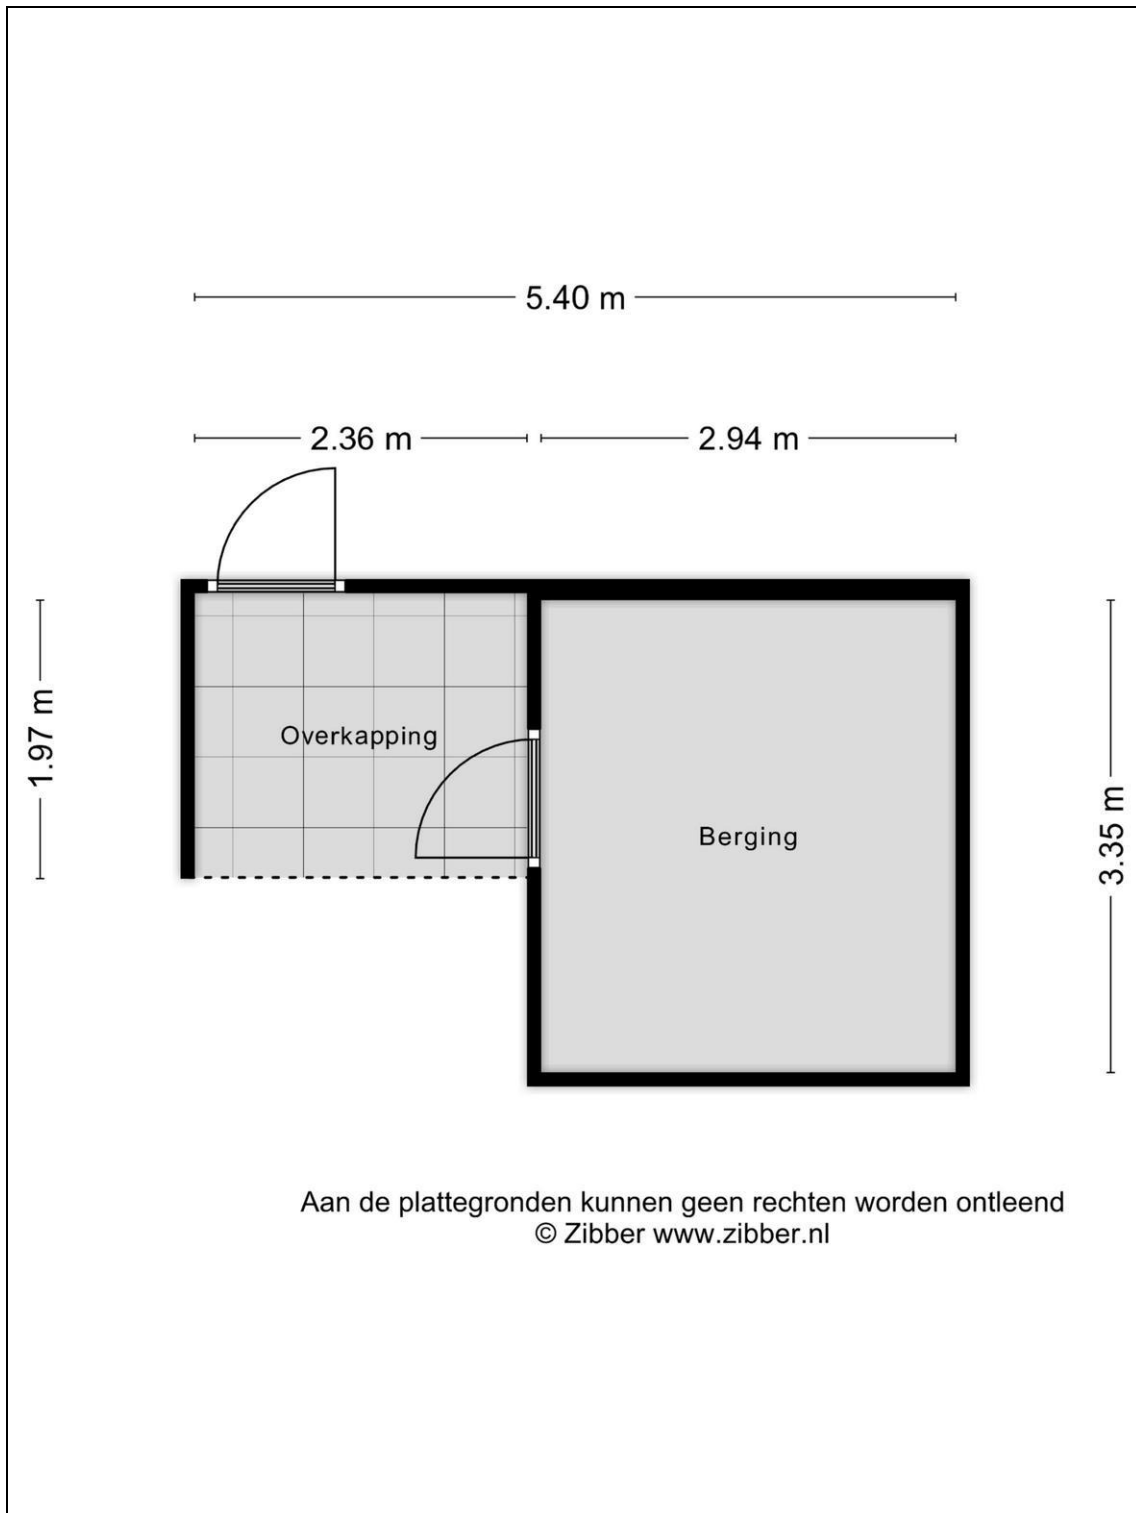 5.40 m
2.36 m
2.94 m
1.97 m
Overkapping
Berging
3.35 m
Aan de plattegronden kunnen geen rechten worden ontleend
© Zibber www.zibber.nl